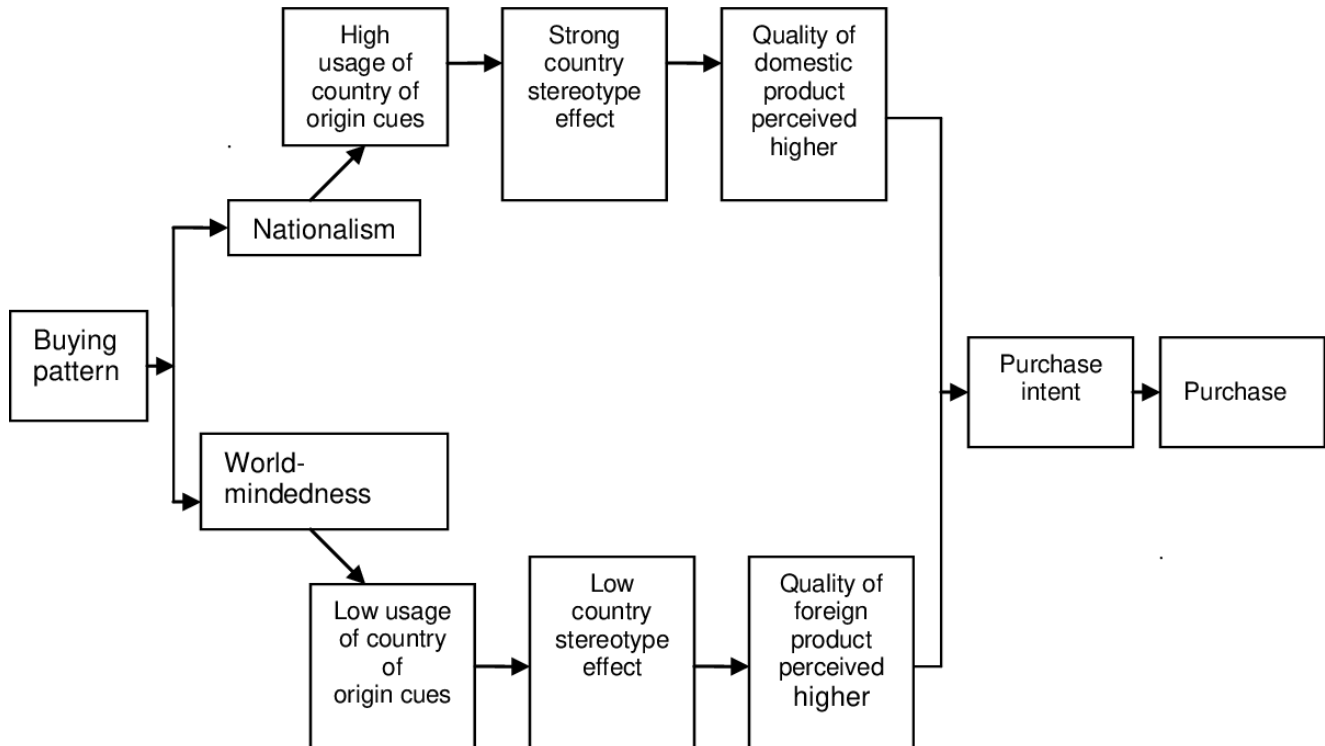 High
usage of
country of
origin cues
Strong
country
stereotype
effect
Quality of
domestic
product
perceived
higher
Nationalism
Buying
pattern
World-
mindedness
Purchase
intent
Purchase
Low usage
of country
of
origin cues
Low
country
stereotype
effect
Quality of
foreign
product
perceived
higher